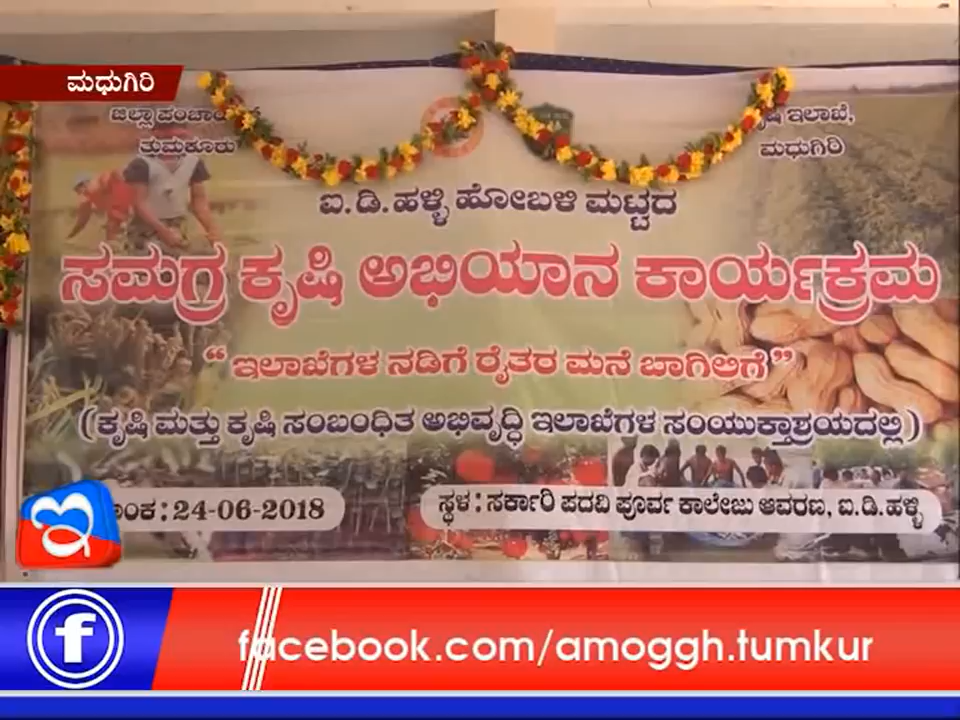 ಮಧುಗಿರಿ
ಜಿಲ್ಲಾ
ತುಮಕೂರು
ಇಲಾಖೆ,
ಮಧುಗಿರಿ
ಐ.ಡಿ.ಹಳ್ಳಿ ಹೋಬಳಿ ಮಟ್ಟದ
ಸಮಗ್ರ ಕೃಷಿ ಅಭಿಯಾನ ಕಾರ್ಯಕ್ರಮ
“ಇಲಾಖೆಗಳ ನಡಿಗೆ ರೈತರ ಮನೆ ಬಾಗಿಲಿಗೆ”
(ಕೃಷಿ ಮತ್ತು ಕೃಷಿ ಸಂಬಂಧಿತ ಅಭಿವೃದ್ಧಿ ಇಲಾಖೆಗಳ ಸಂಯುಕ್ತಾಶ್ರಯದಲ್ಲಿ)
24-06-2018
ಸ್ಥಳ : ಸರ್ಕಾರಿ ಪದವಿ ಪೂರ್ವ ಕಾಲೇಜು ಆವರಣ, ಐ.ಡಿ.ಹಳ್ಳಿ
facebook.com/amoggh.tumkur